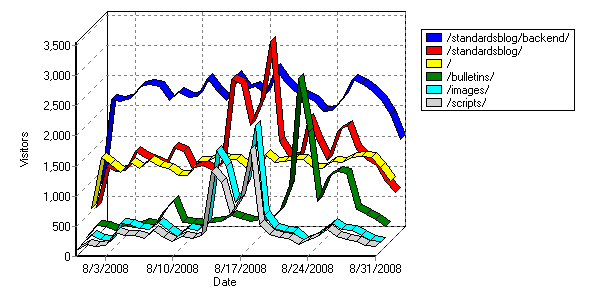 3,500
3,000
2,500
2,000
1,500
1,000
500
0
Visitors
8/3/2008
8/10/2008
8/17/2008
8/24/2008
8/31/2008
Date
/standardsblog/backend/
/standardsblog/
/
/bulletins/
/images/
/scripts/